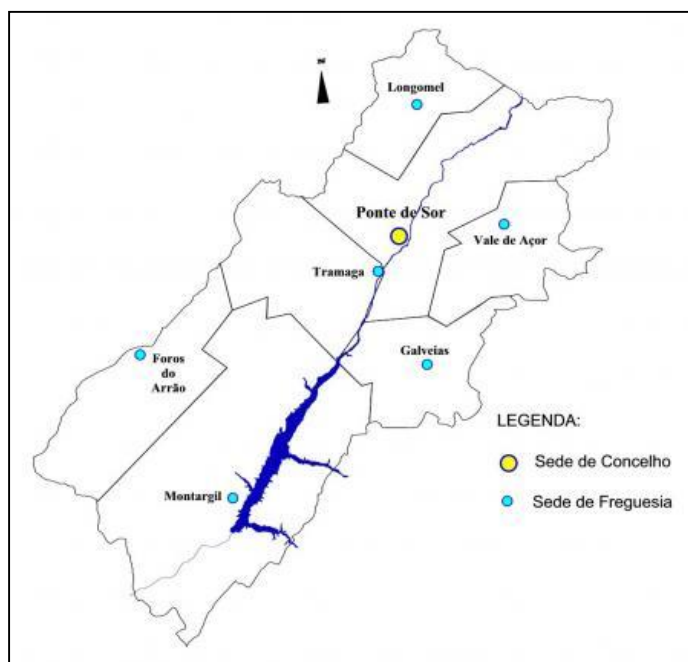 Longomel
Ponte de Sor
Vale de Açor
Tramaga
Galveias
Foros
do
Arrão
LEGENDA:
Sede de Concelho
Sede de Freguesia
Montargil